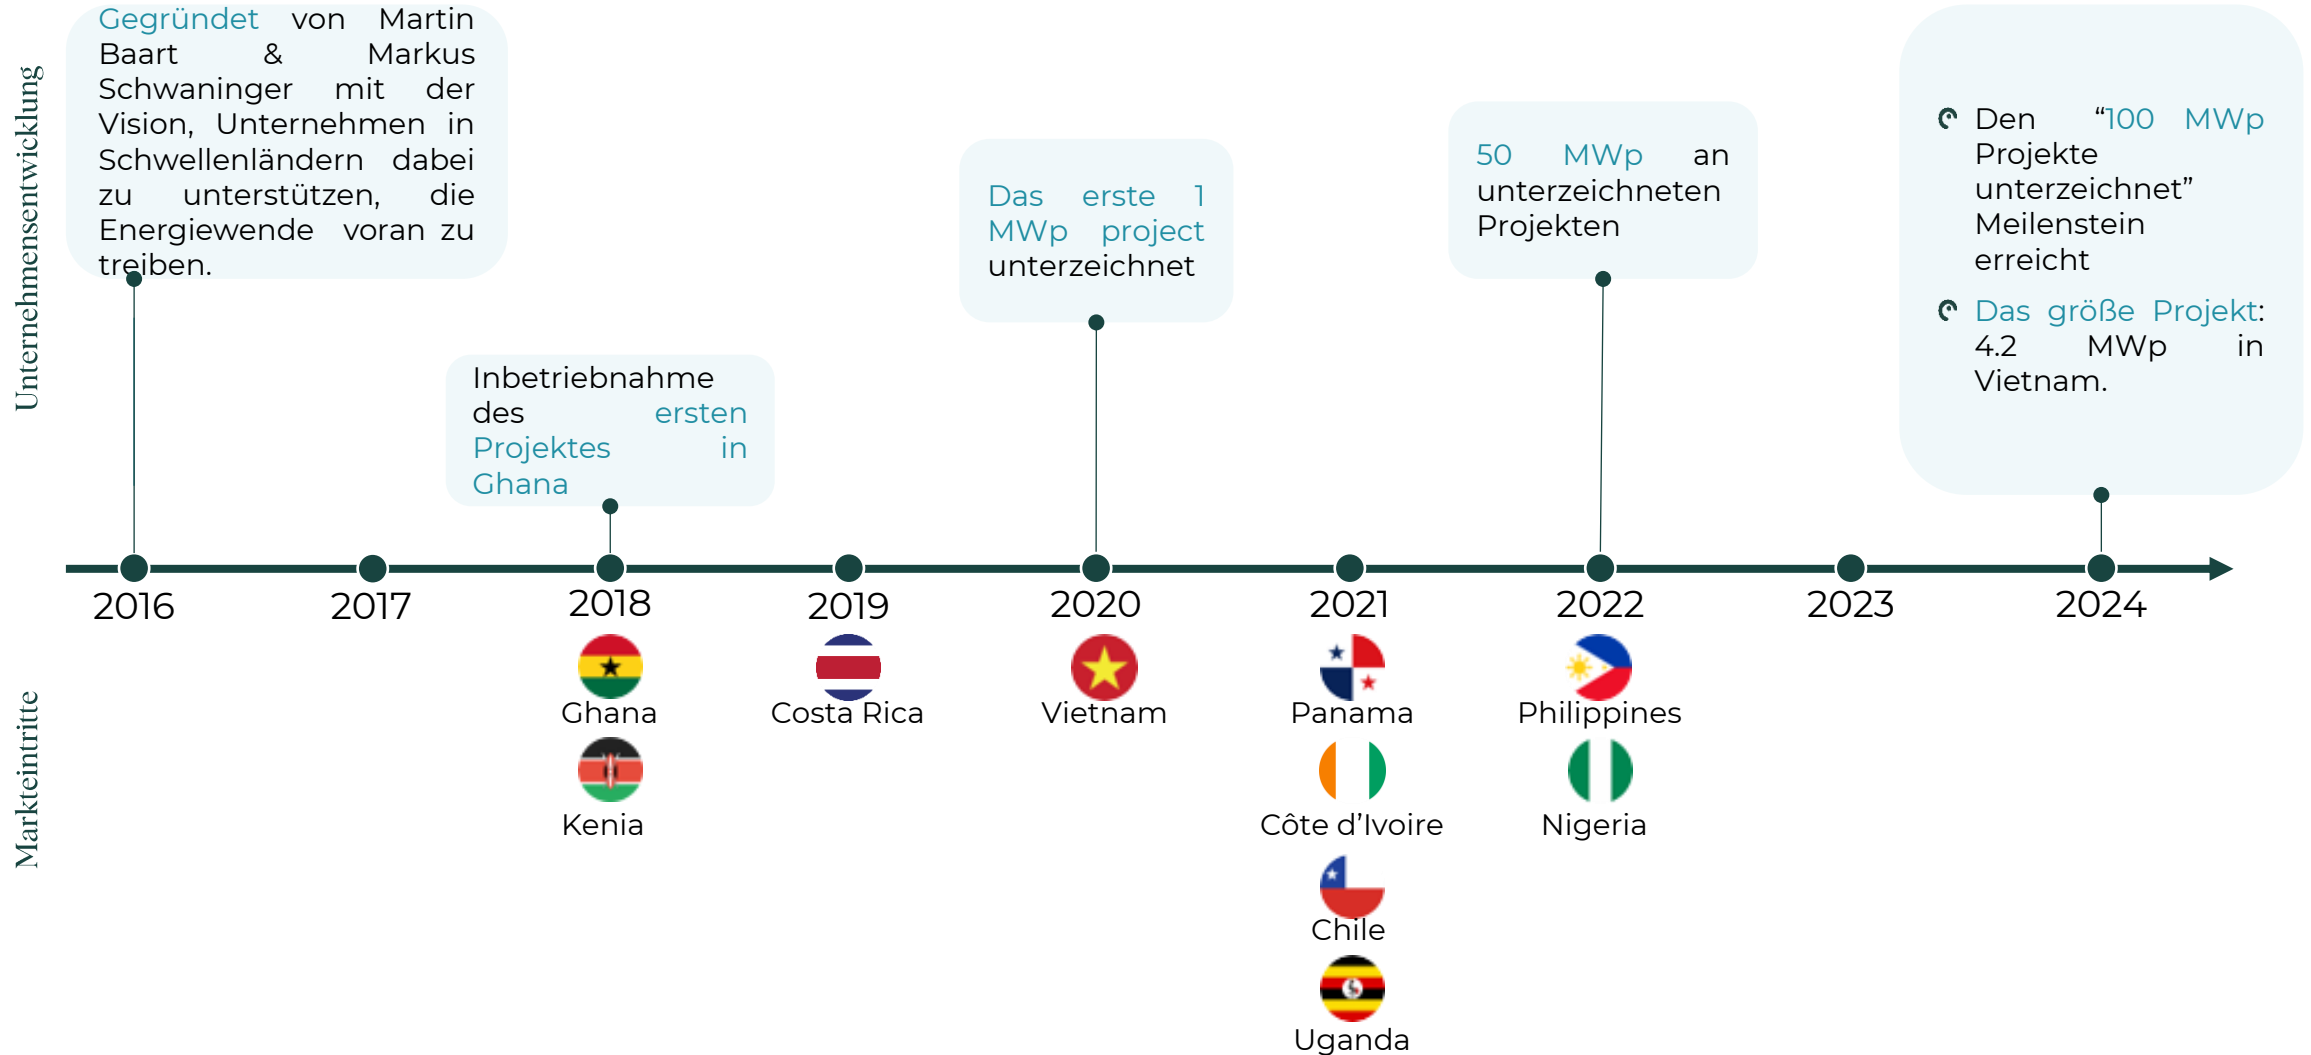 Unternehmensentwicklung
Gegründet von Martin
Baart & Markus
Schwaninger mit der
Vision, Unternehmen in
Schwellenländern dabei
zu unterstützen, die
Energiewende voran zu
treiben.
Inbetriebnahme
des ersten
Projektes in
Ghana
Das erste 1
MWp project
unterzeichnet
50 MWp an
unterzeichneten
Projekten
Den “100 MWp
Projekte
unterzeichnet”
Meilenstein
erreicht
Das größe Projekt:
4.2 MWp in
Vietnam.
2016 2017 2018 2019 2020 2021 2022 2023 2024
Markteintritte
Ghana
Kenia
Costa Rica
Vietnam
Panama
Côte d’Ivoire
Chile
Uganda
Philippines
Nigeria